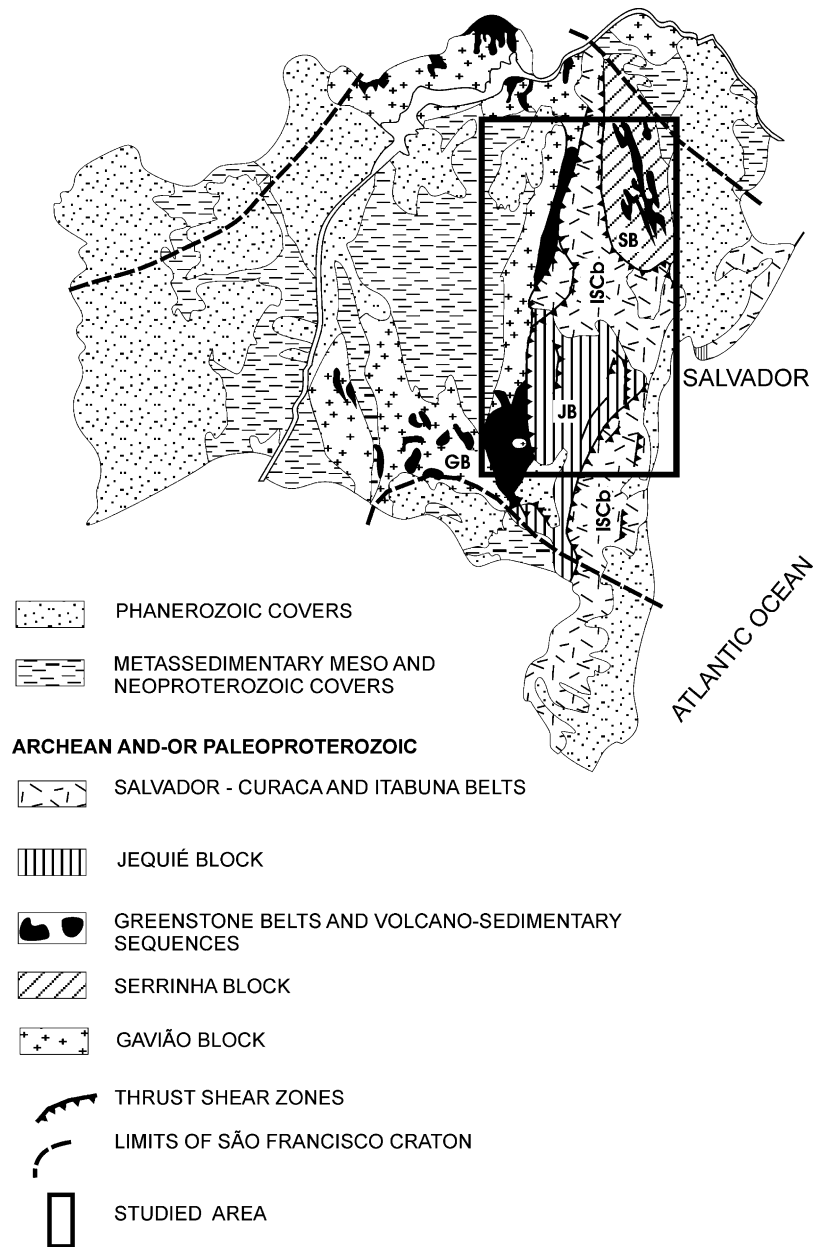 SB
ISCb
SALVADOR
JB
GB
ISCb
ATLANTIC OCEAN
PHANEROZOIC COVERS
METASSEDIMENTARY MESO AND
NEOPROTEROZOIC COVERS
ARCHEAN AND-OR PALEOPROTEROZOIC
SALVADOR - CURACA AND ITABUNA BELTS
JEQUIÉ BLOCK
GREENSTONE BELTS AND VOLCANO-SEDIMENTARY
SEQUENCES
SERRINHA BLOCK
GAVIÃO BLOCK
THRUST SHEAR ZONES
LIMITS OF SÃO FRANCISCO CRATON
STUDIED AREA